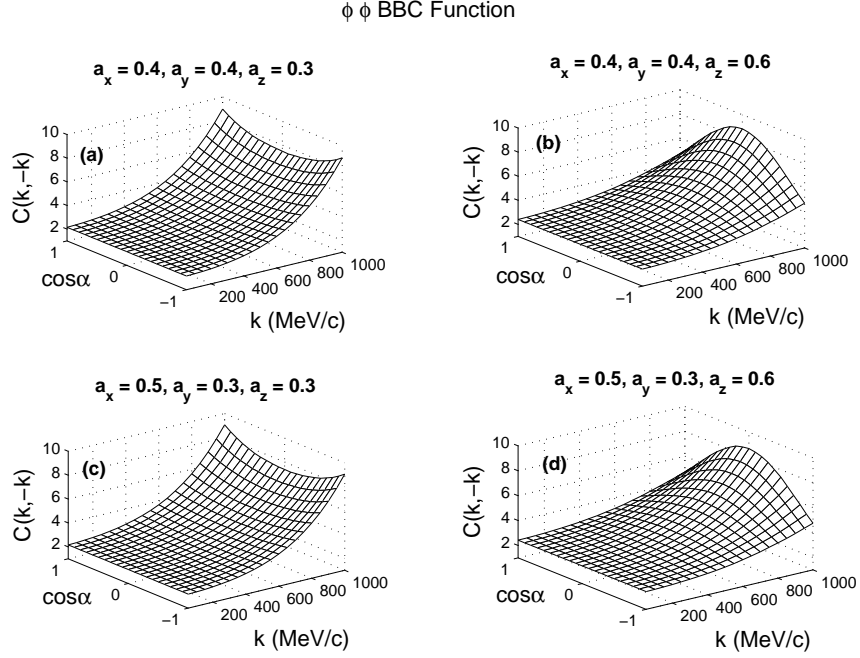 ϕ ϕ BBC Function
a_x = 0.4, a_y = 0.4, a_z = 0.3
(a)
10
8
6
4
2
C(k,−k)
1
0
−1
cosα
200
400
600
800
1000
k (MeV/c)
a_x = 0.4, a_y = 0.4, a_z = 0.6
(b)
10
8
6
4
2
C(k,−k)
1
0
−1
cosα
200
400
600
800
1000
k (MeV/c)
a_x = 0.5, a_y = 0.3, a_z = 0.3
(c)
10
8
6
4
2
C(k,−k)
1
0
−1
cosα
200
400
600
800
1000
k (MeV/c)
a_x = 0.5, a_y = 0.3, a_z = 0.6
(d)
10
8
6
4
2
C(k,−k)
1
0
−1
cosα
200
400
600
800
1000
k (MeV/c)